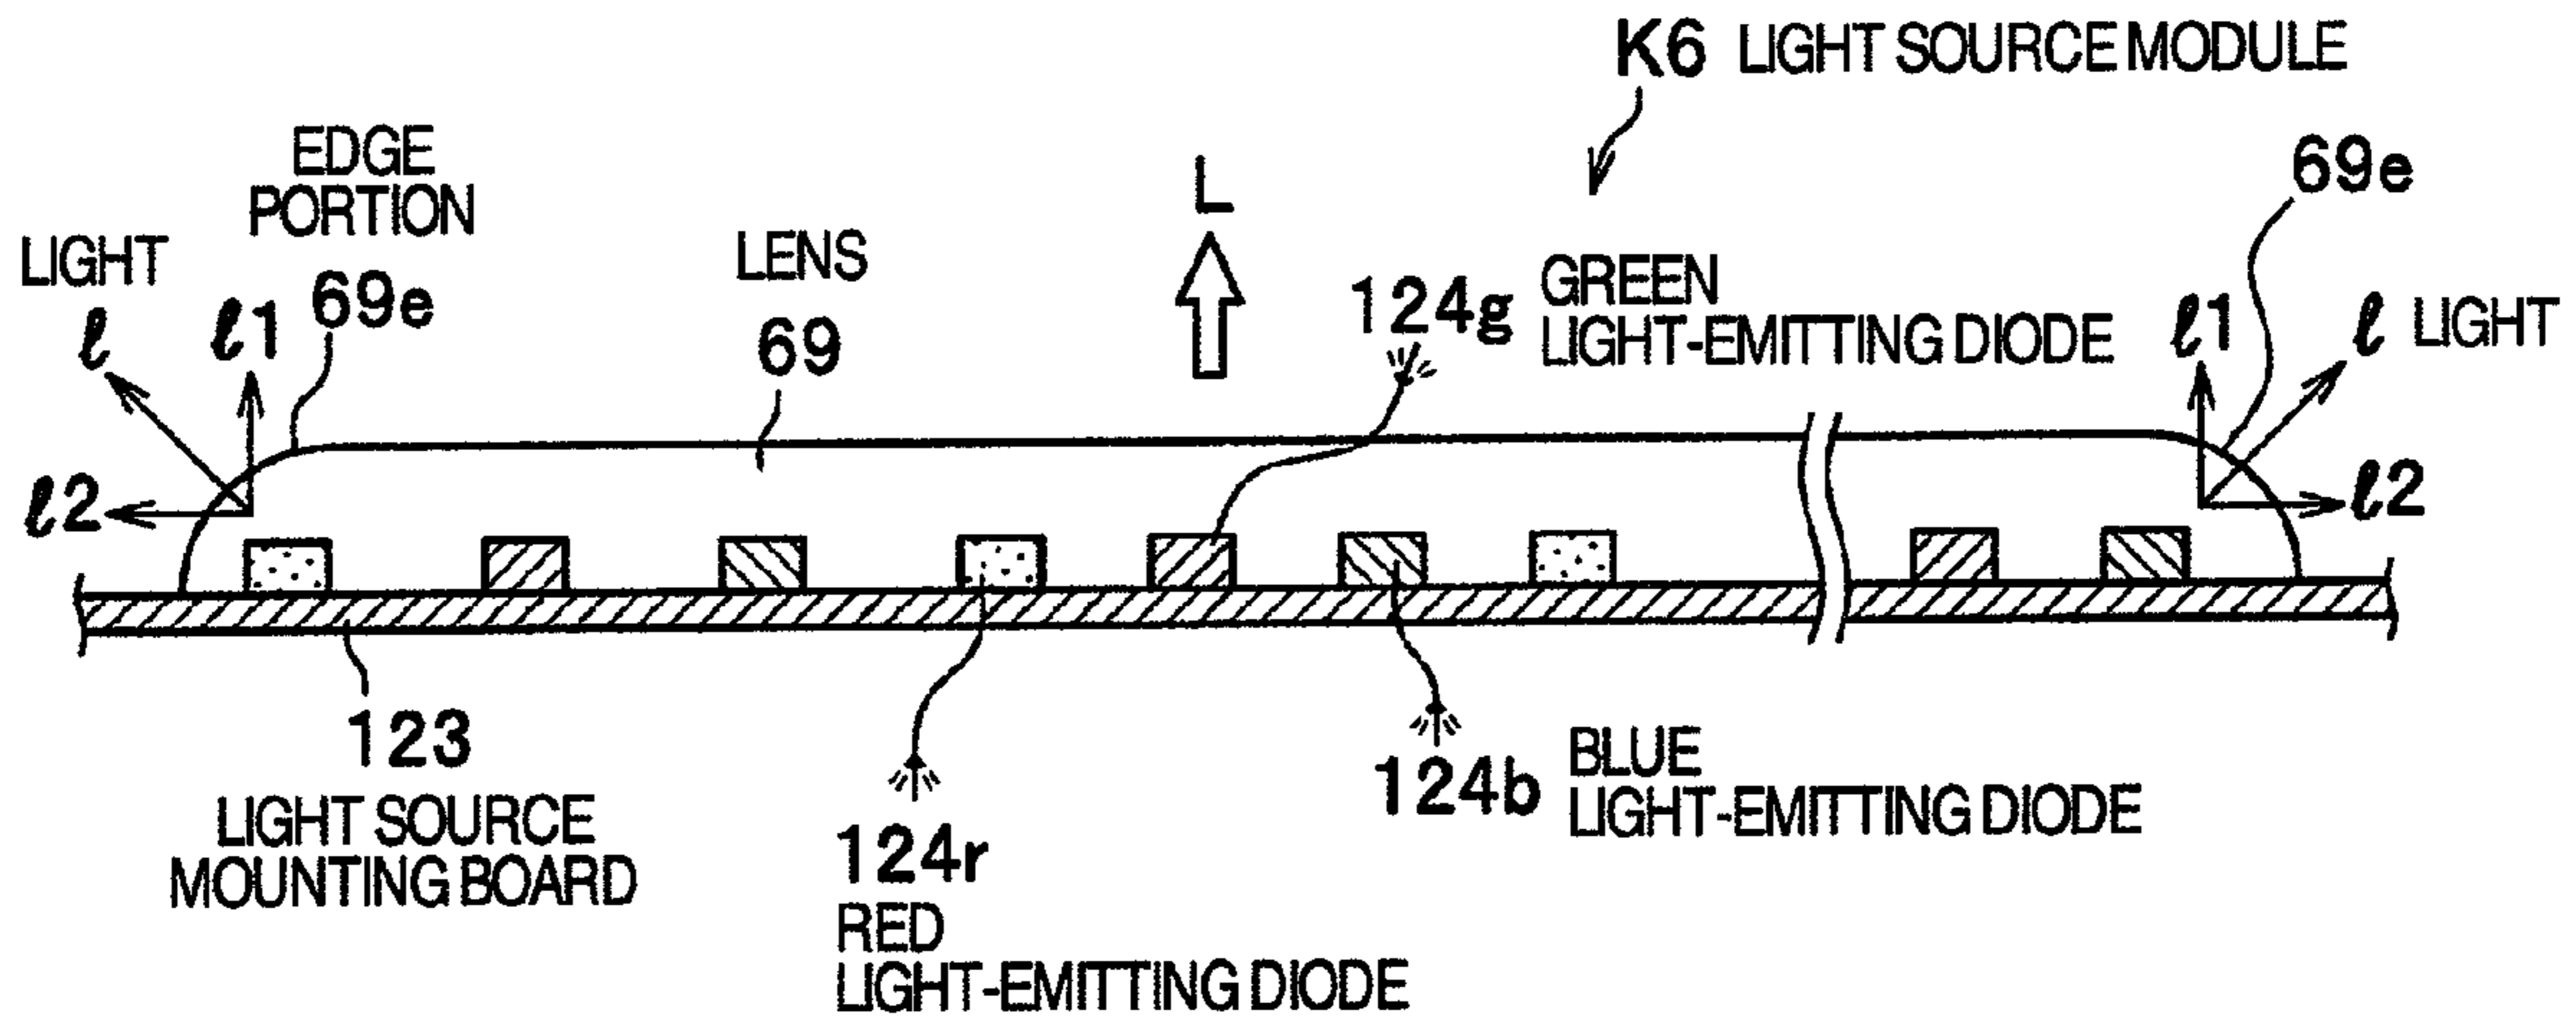 K6 LIGHT SOURCE MODULE
EDGE
PORTION
69e
LIGHT
ℓ
ℓ1
69e
LENS
69
L
124g
GREEN
LIGHT-EMITTING DIODE
ℓ1
ℓ LIGHT
ℓ2
ℓ2
123
LIGHT SOURCE
MOUNTING BOARD
124r
RED
LIGHT-EMITTING DIODE
124b
BLUE
LIGHT-EMITTING DIODE